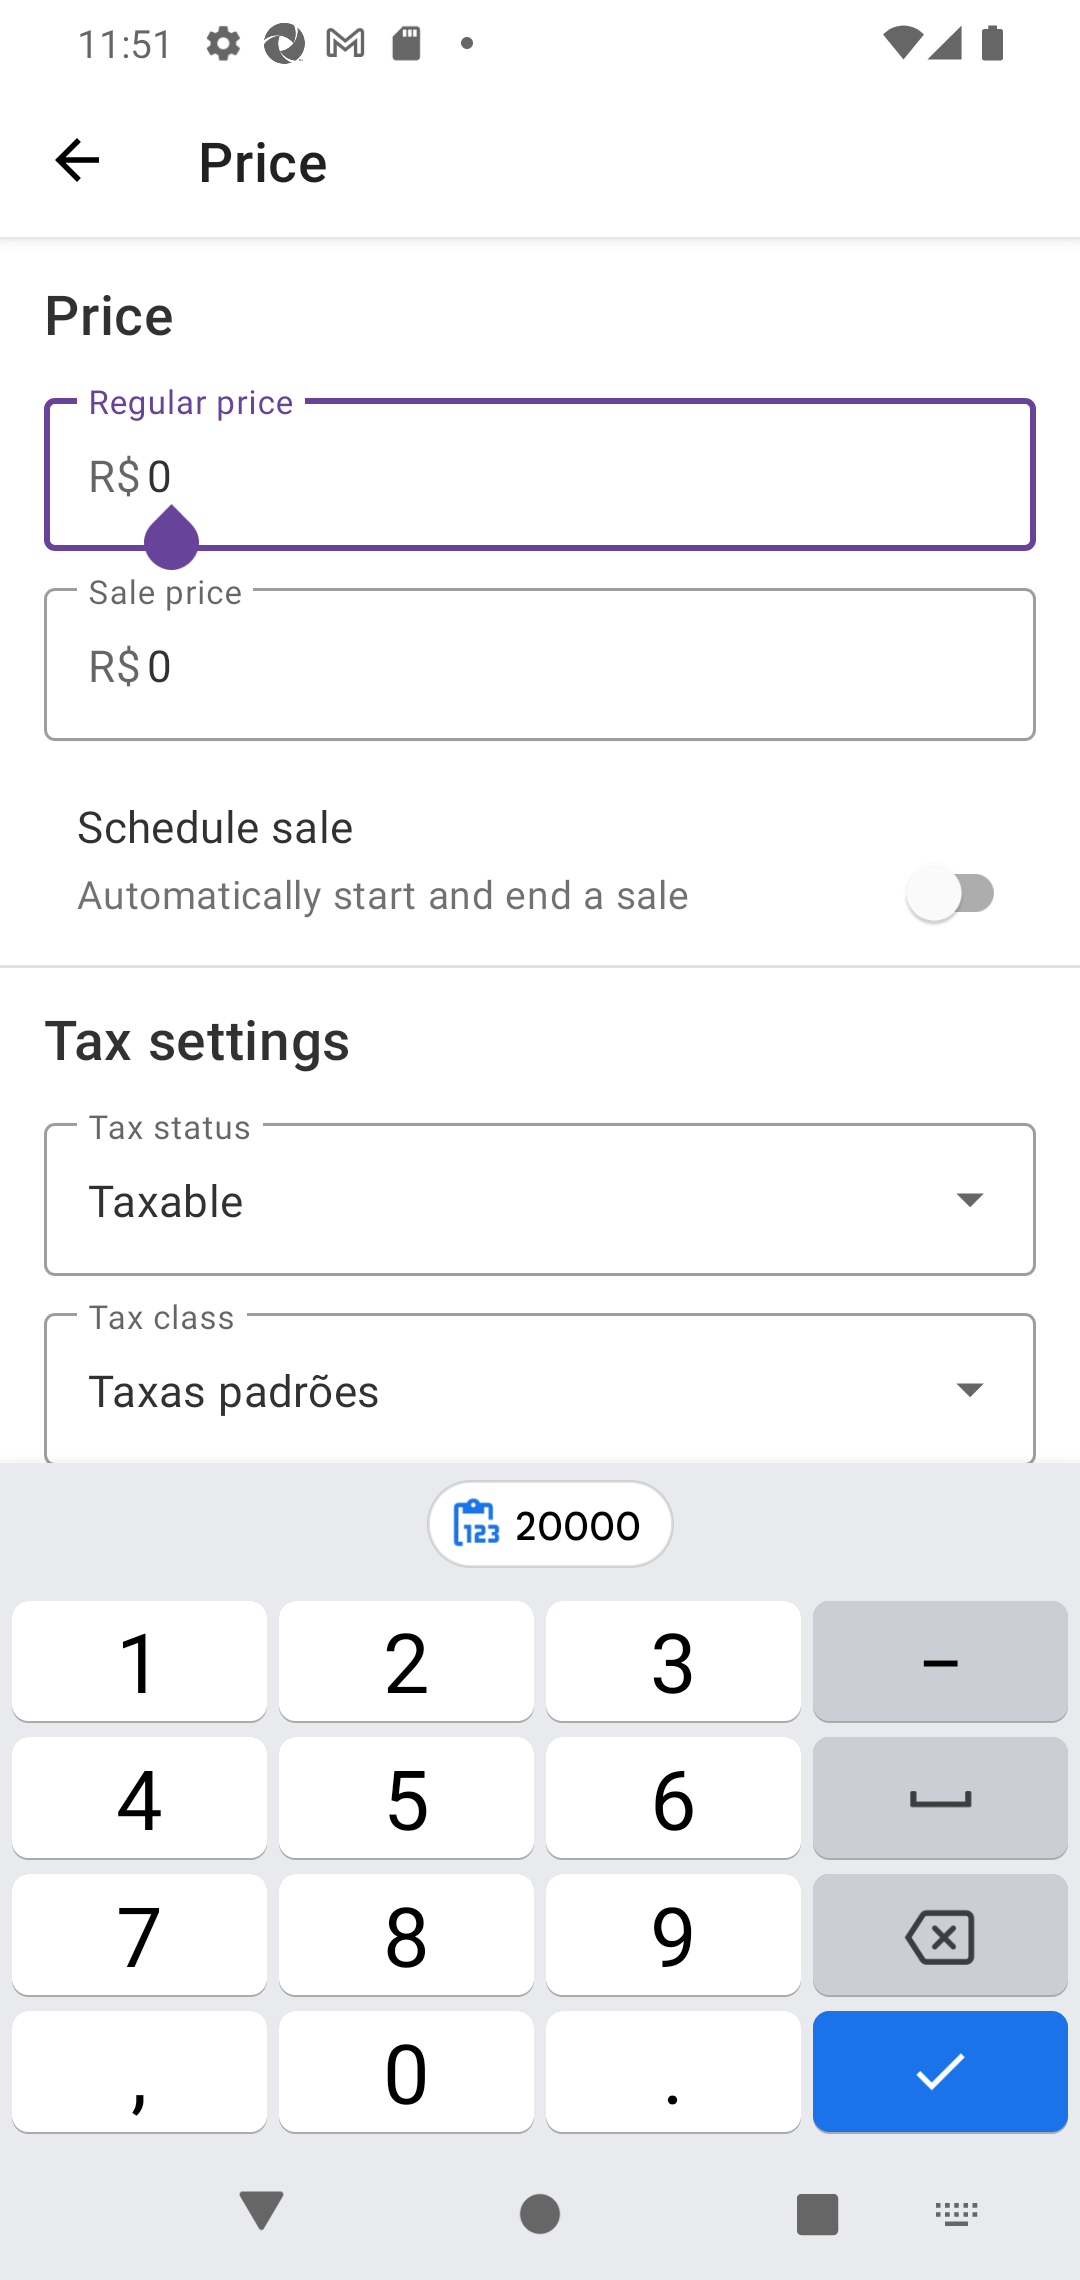 11:51
Price
Price
Regular price
R$ 0
Sale price
R$ 0
Schedule sale
Automatically start and end a sale
Tax settings
Tax status
Taxable
Tax class
Taxas padrões
123 20000
1 2 3 –
4 5 6
7 8 9
, 0 .